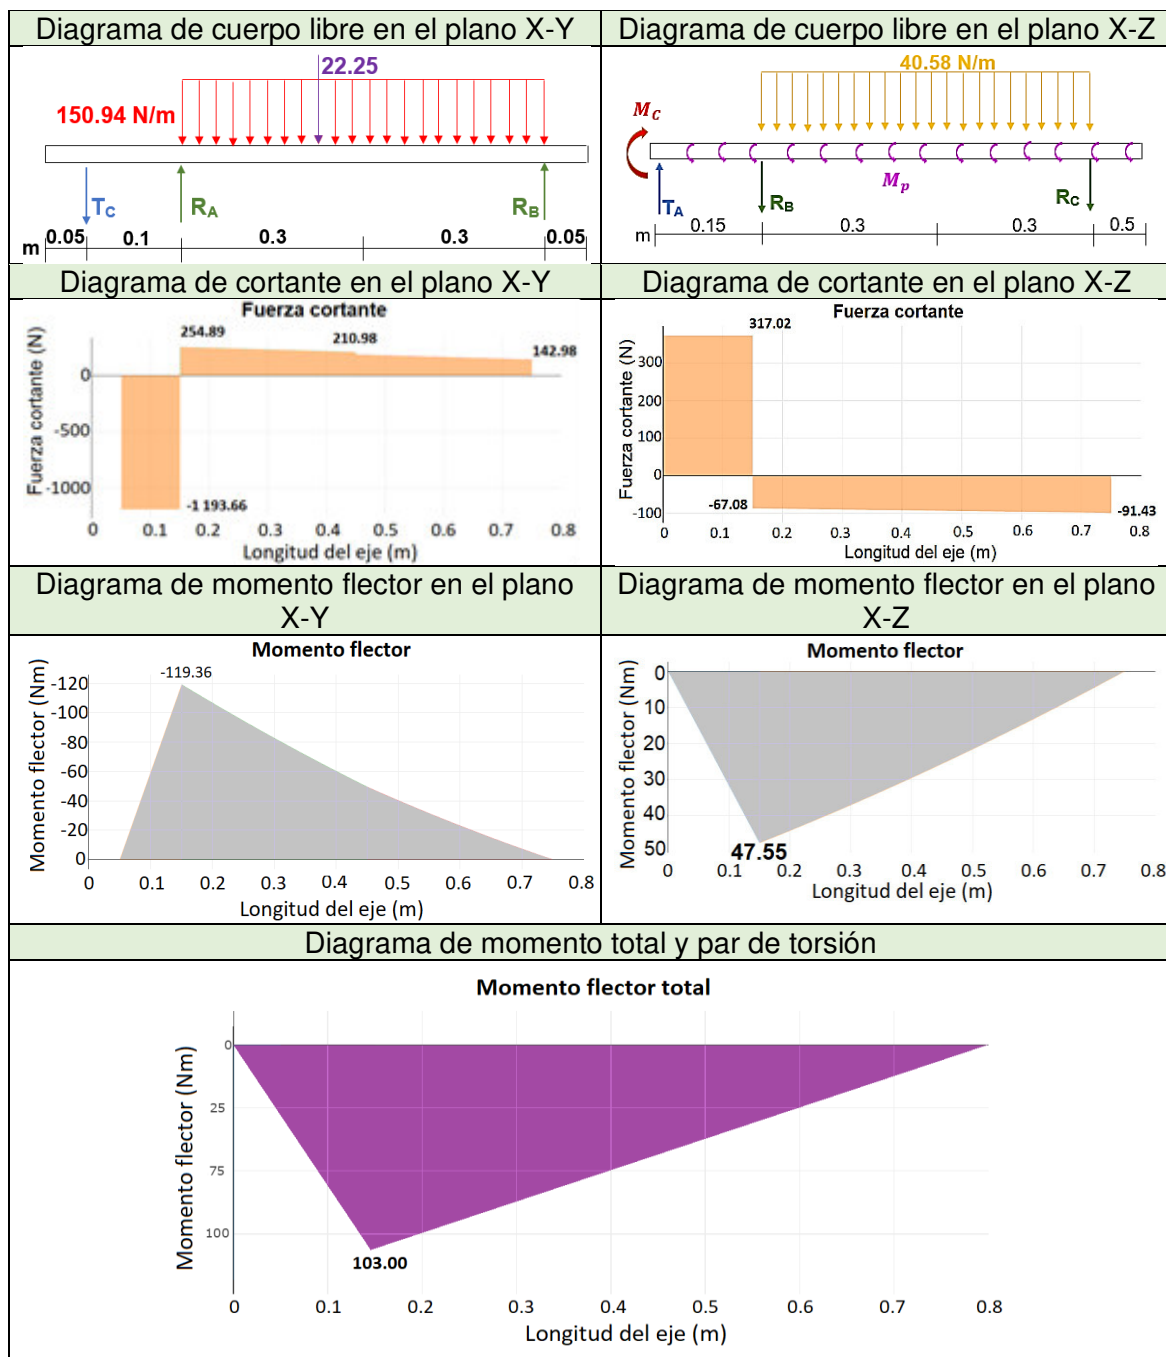 Diagrama de cuerpo libre en el plano X-Y
Diagrama de cuerpo libre en el plano X-Z
22.25
150.94 N/m
T_C
R_A
R_B
m
0.05
0.1
0.3
0.3
0.05
40.58 N/m
M_C
M_p
T_A
R_B
R_C
m
0.15
0.3
0.3
0.5
Diagrama de cortante en el plano X-Y
Diagrama de cortante en el plano X-Z
Fuerza cortante
Fuerza cortante (N)
254.89
210.98
142.98
0
-500
-1000
-1 193.66
0 0.1 0.2 0.3 0.4 0.5 0.6 0.7 0.8
Longitud del eje (m)
Fuerza cortante
Fuerza cortante (N)
317.02
300
200
100
0
-100
-67.08
-91.43
0 0.1 0.2 0.3 0.4 0.5 0.6 0.7 0.8
Longitud del eje (m)
Diagrama de momento flector en el plano
X-Y
Diagrama de momento flector en el plano
X-Z
Momento flector
Momento flector (Nm)
-119.36
-120
-100
-80
-60
-40
-20
0
0 0.1 0.2 0.3 0.4 0.5 0.6 0.7 0.8
Longitud del eje (m)
Momento flector
Momento flector (Nm)
0
10
20
30
40
50
47.55
0 0.1 0.2 0.3 0.4 0.5 0.6 0.7 0.8
Longitud del eje (m)
Diagrama de momento total y par de torsión
Momento flector total
Momento flector (Nm)
0
25
75
100
103.00
0 0.1 0.2 0.3 0.4 0.5 0.6 0.7 0.8
Longitud del eje (m)